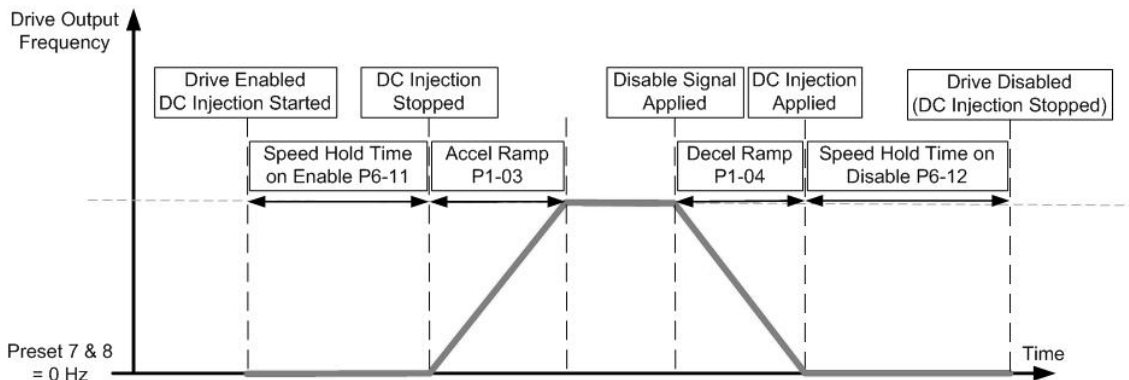 Drive Output
Frequency
Drive Enabled
DC Injection Started
DC Injection
Stopped
Disable Signal
Applied
DC Injection
Applied
Drive Disabled
(DC Injection Stopped)
Speed Hold Time
on Enable P6-11
Accel Ramp
P1-03
Decel Ramp
P1-04
Speed Hold Time on
Disable P6-12
Preset 7 & 8
= 0 Hz
Time